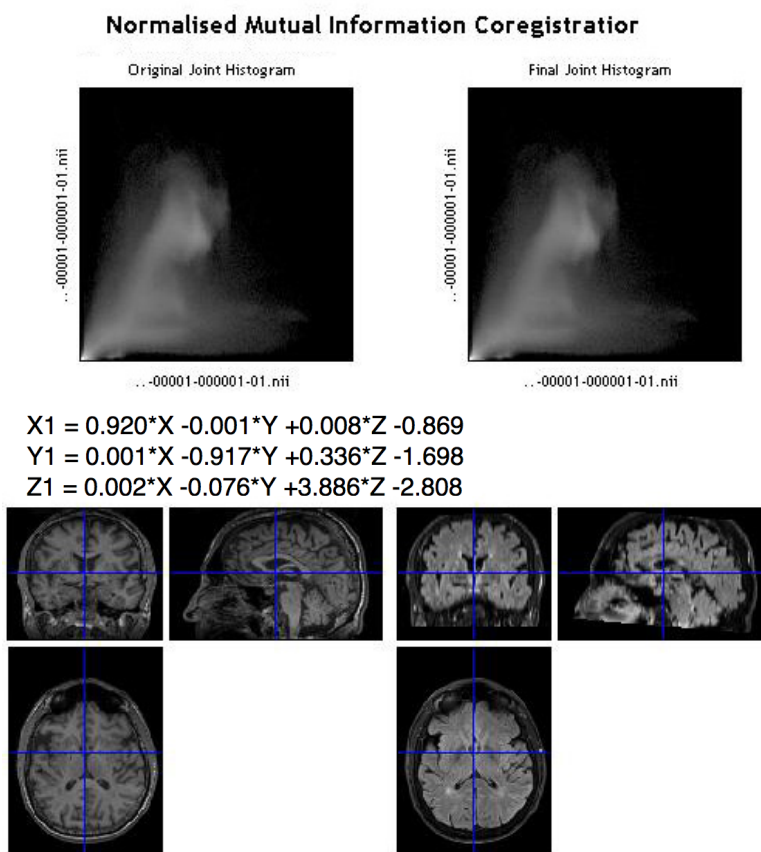 Normalised Mutual Information Coregistratior
Original Joint Histogram
Final Joint Histogram
..-00001-000001-01.nii
..-00001-000001-01.nii
..-00001-000001-01.nii
..-00001-000001-01.nii
X1 = 0.920*X -0.001*Y +0.008*Z -0.869
Y1 = 0.001*X -0.917*Y +0.336*Z -1.698
Z1 = 0.002*X -0.076*Y +3.886*Z -2.808